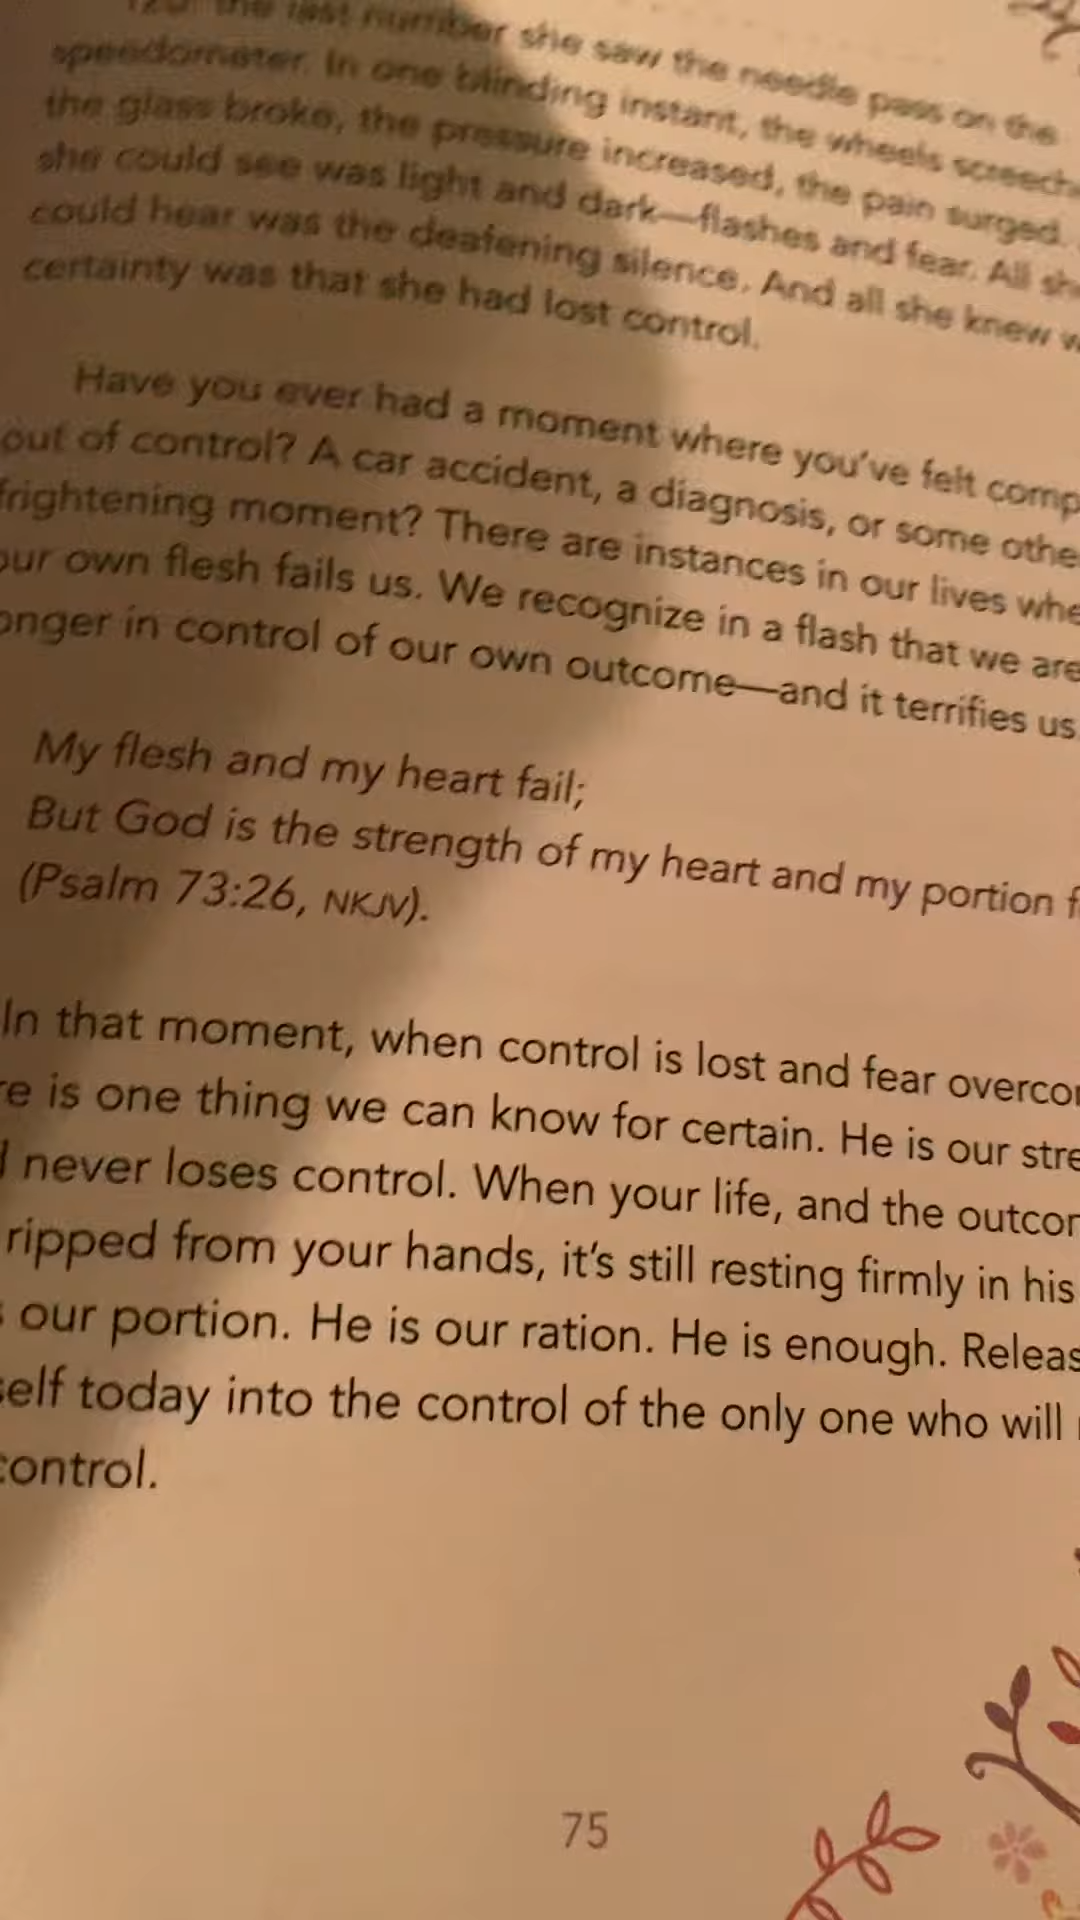 120: the last number she saw the needle pass on the
speedometer. In one blinding instant, the wheels screech
the glass broke, the pressure increased, the pain surged.
she could see was light and dark—flashes and fear. All sh
could hear was the deafening silence. And all she knew w
certainty was that she had lost control.
Have you ever had a moment where you've felt comp
out of control? A car accident, a diagnosis, or some othe
frightening moment? There are instances in our lives whe
our own flesh fails us. We recognize in a flash that we are
onger in control of our own outcome—and it terrifies us
My flesh and my heart fail;
But God is the strength of my heart and my portion f
(Psalm 73:26, NKJV).
In that moment, when control is lost and fear overco
re is one thing we can know for certain. He is our stre
never loses control. When your life, and the outcor
ripped from your hands, it's still resting firmly in his
our portion. He is our ration. He is enough. Releas
self today into the control of the only one who will
control.
75